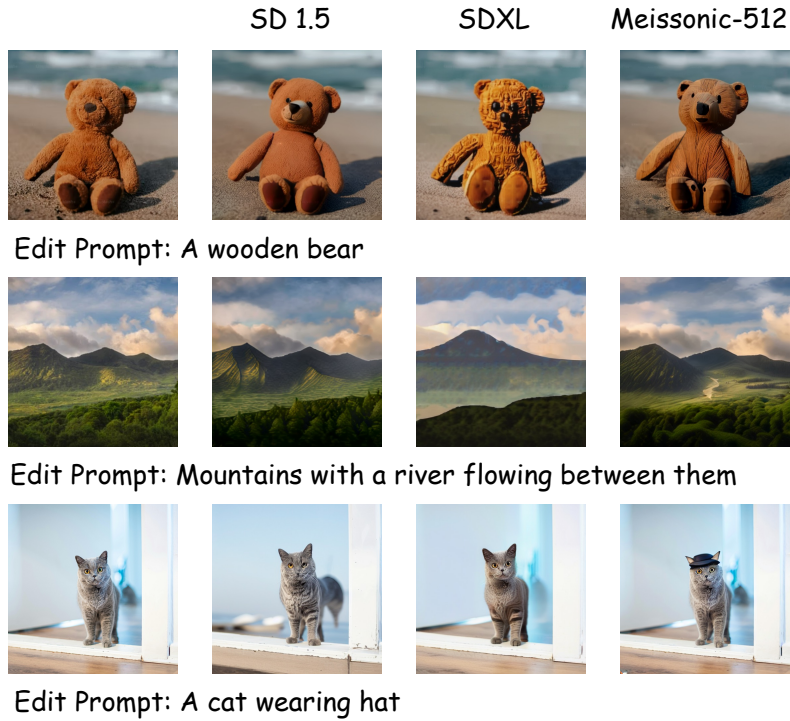 SD 1.5 SDXL Meissonic-512
Edit Prompt: A wooden bear
Edit Prompt: Mountains with a river flowing between them
Edit Prompt: A cat wearing hat